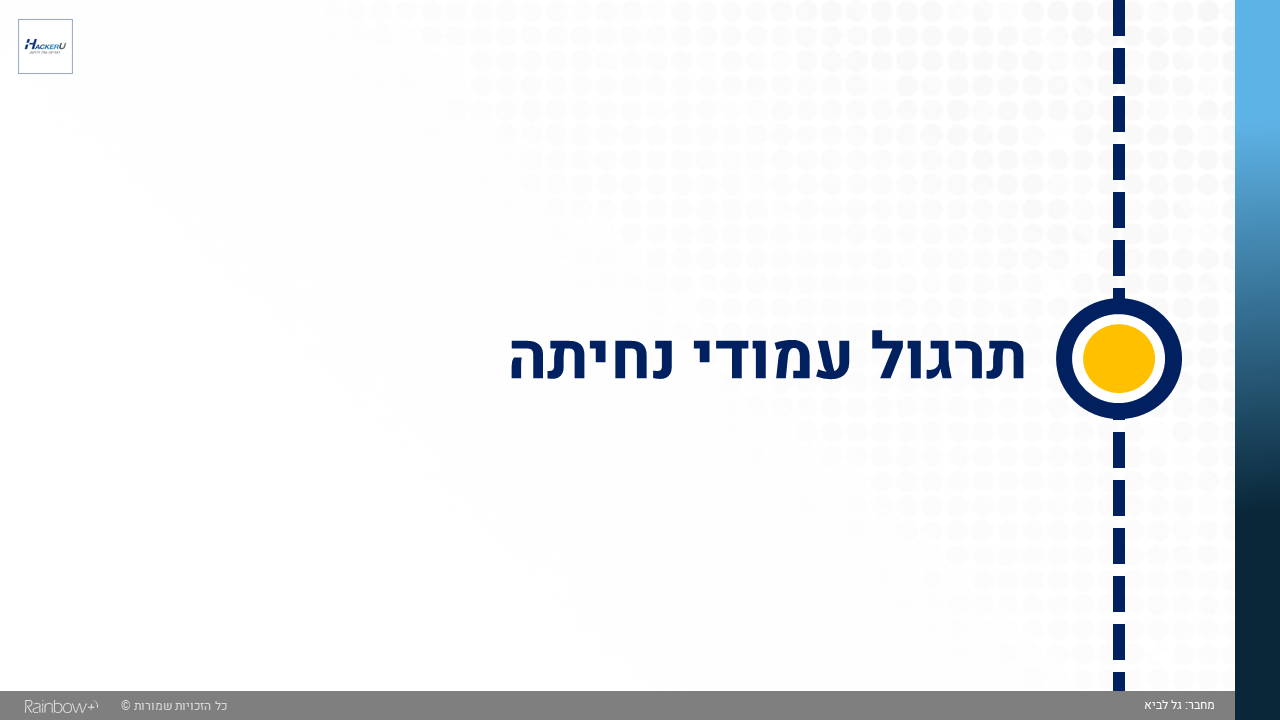 HACKERU
תרגול עמודי נחיתה
מחבר: גל לביא
כל הזכויות שמורות ©
Rainbow+